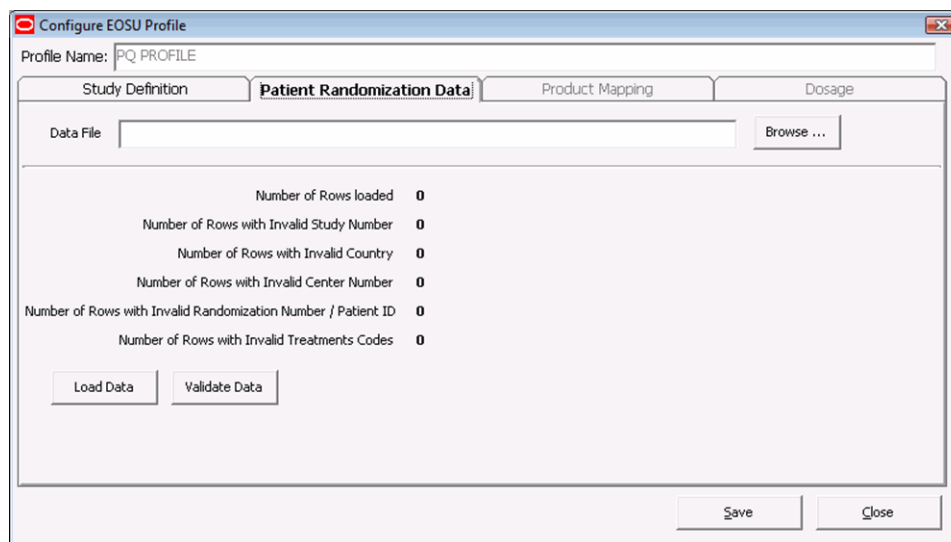 Configure EOSU Profile
Profile Name: PQ PROFILE
Study Definition Patient Randomization Data Product Mapping Dosage
Data File Browse ...
Number of Rows loaded 0
Number of Rows with Invalid Study Number 0
Number of Rows with Invalid Country 0
Number of Rows with Invalid Center Number 0
Number of Rows with Invalid Randomization Number / Patient ID 0
Number of Rows with Invalid Treatments Codes 0
Load Data Validate Data
Save Close